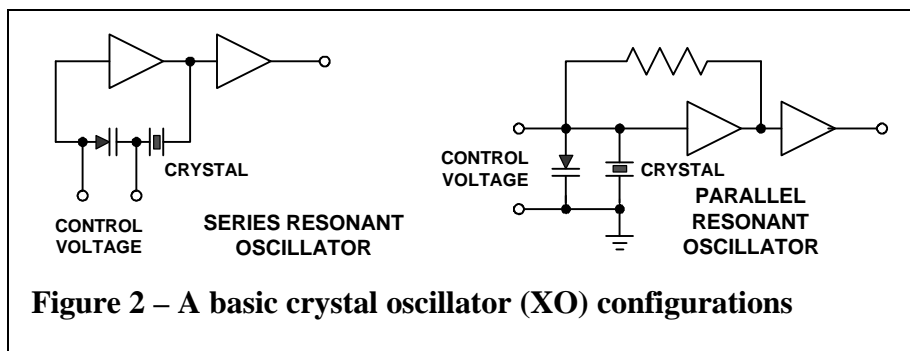 CRYSTAL
CONTROL
VOLTAGE
SERIES RESONANT
OSCILLATOR
CONTROL
VOLTAGE
CRYSTAL
PARALLEL
RESONANT
OSCILLATOR
Figure 2 – A basic crystal oscillator (XO) configurations